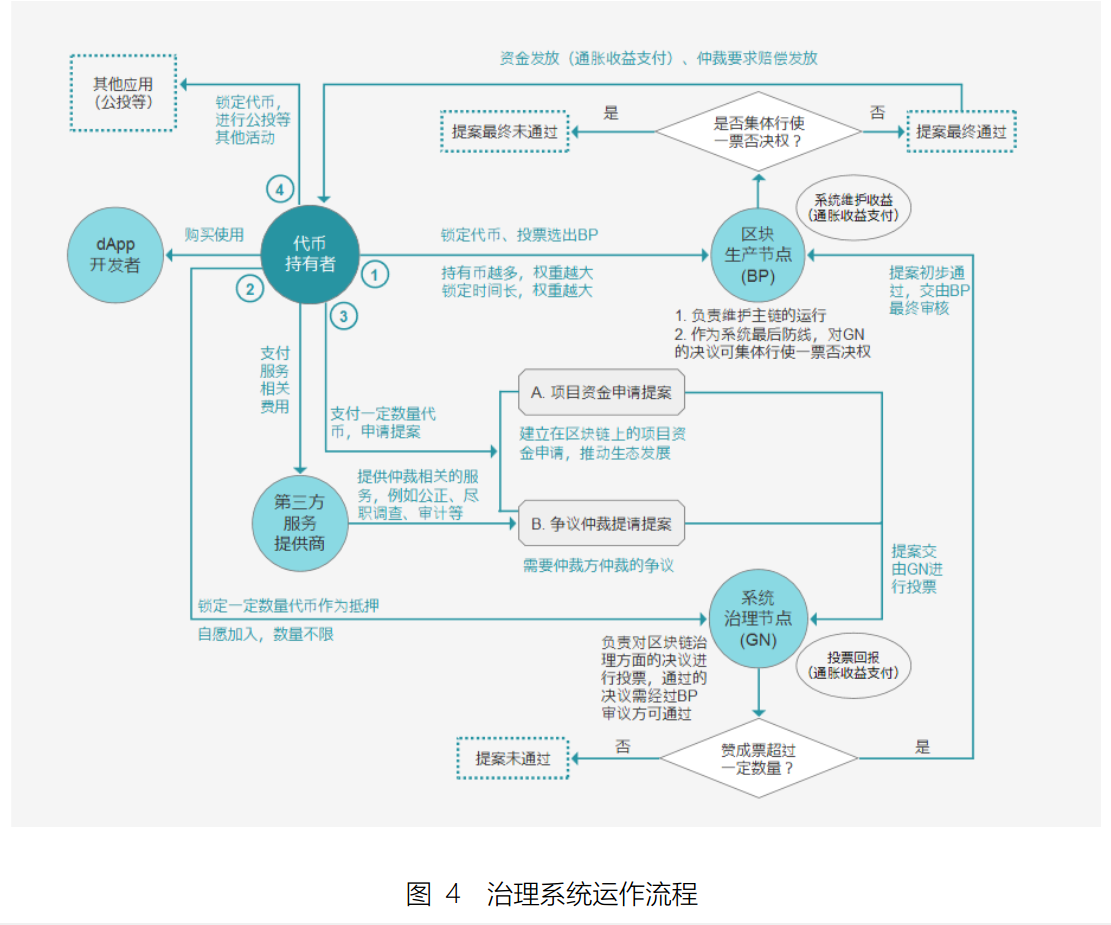 资金发放（通胀收益支付）、仲裁要求赔偿发放
其他应用
（公投等）
锁定代币，
进行公投等
其他活动
提案最终未通过
是
是否集体行使
一票否决权？
否
提案最终通过
4
系统维护收益
（通胀收益支付）
dApp
开发者
购买使用
代币
持有者
1
2
3
锁定代币、投票选出BP
持有币越多，权重越大
锁定时间长，权重越大
区块
生产节点
(BP)
提案初步通
过，交由BP
最终审核
1. 负责维护主链的运行
2. 作为系统最后防线，对GN
的决议可集体行使一票否决权
支付
服务
相关
费用
支付一定数量代
币，申请提案
A. 项目资金申请提案
建立在区块链上的项目资
金申请，推动生态发展
第三方
服务
提供商
提供仲裁相关的服
务，例如公正、尽
职调查、审计等
B. 争议仲裁提请提案
需要仲裁方仲裁的争议
提案交
由GN进
行投票
锁定一定数量代币作为抵押
自愿加入，数量不限
系统
治理节点
(GN)
负责对区块链治
理方面的决议进
行投票，通过的
决议需经过BP
审议方可通过
投票回报
（通胀收益支付）
提案未通过
否
赞成票超过
一定数量？
是
图 4 治理系统运作流程